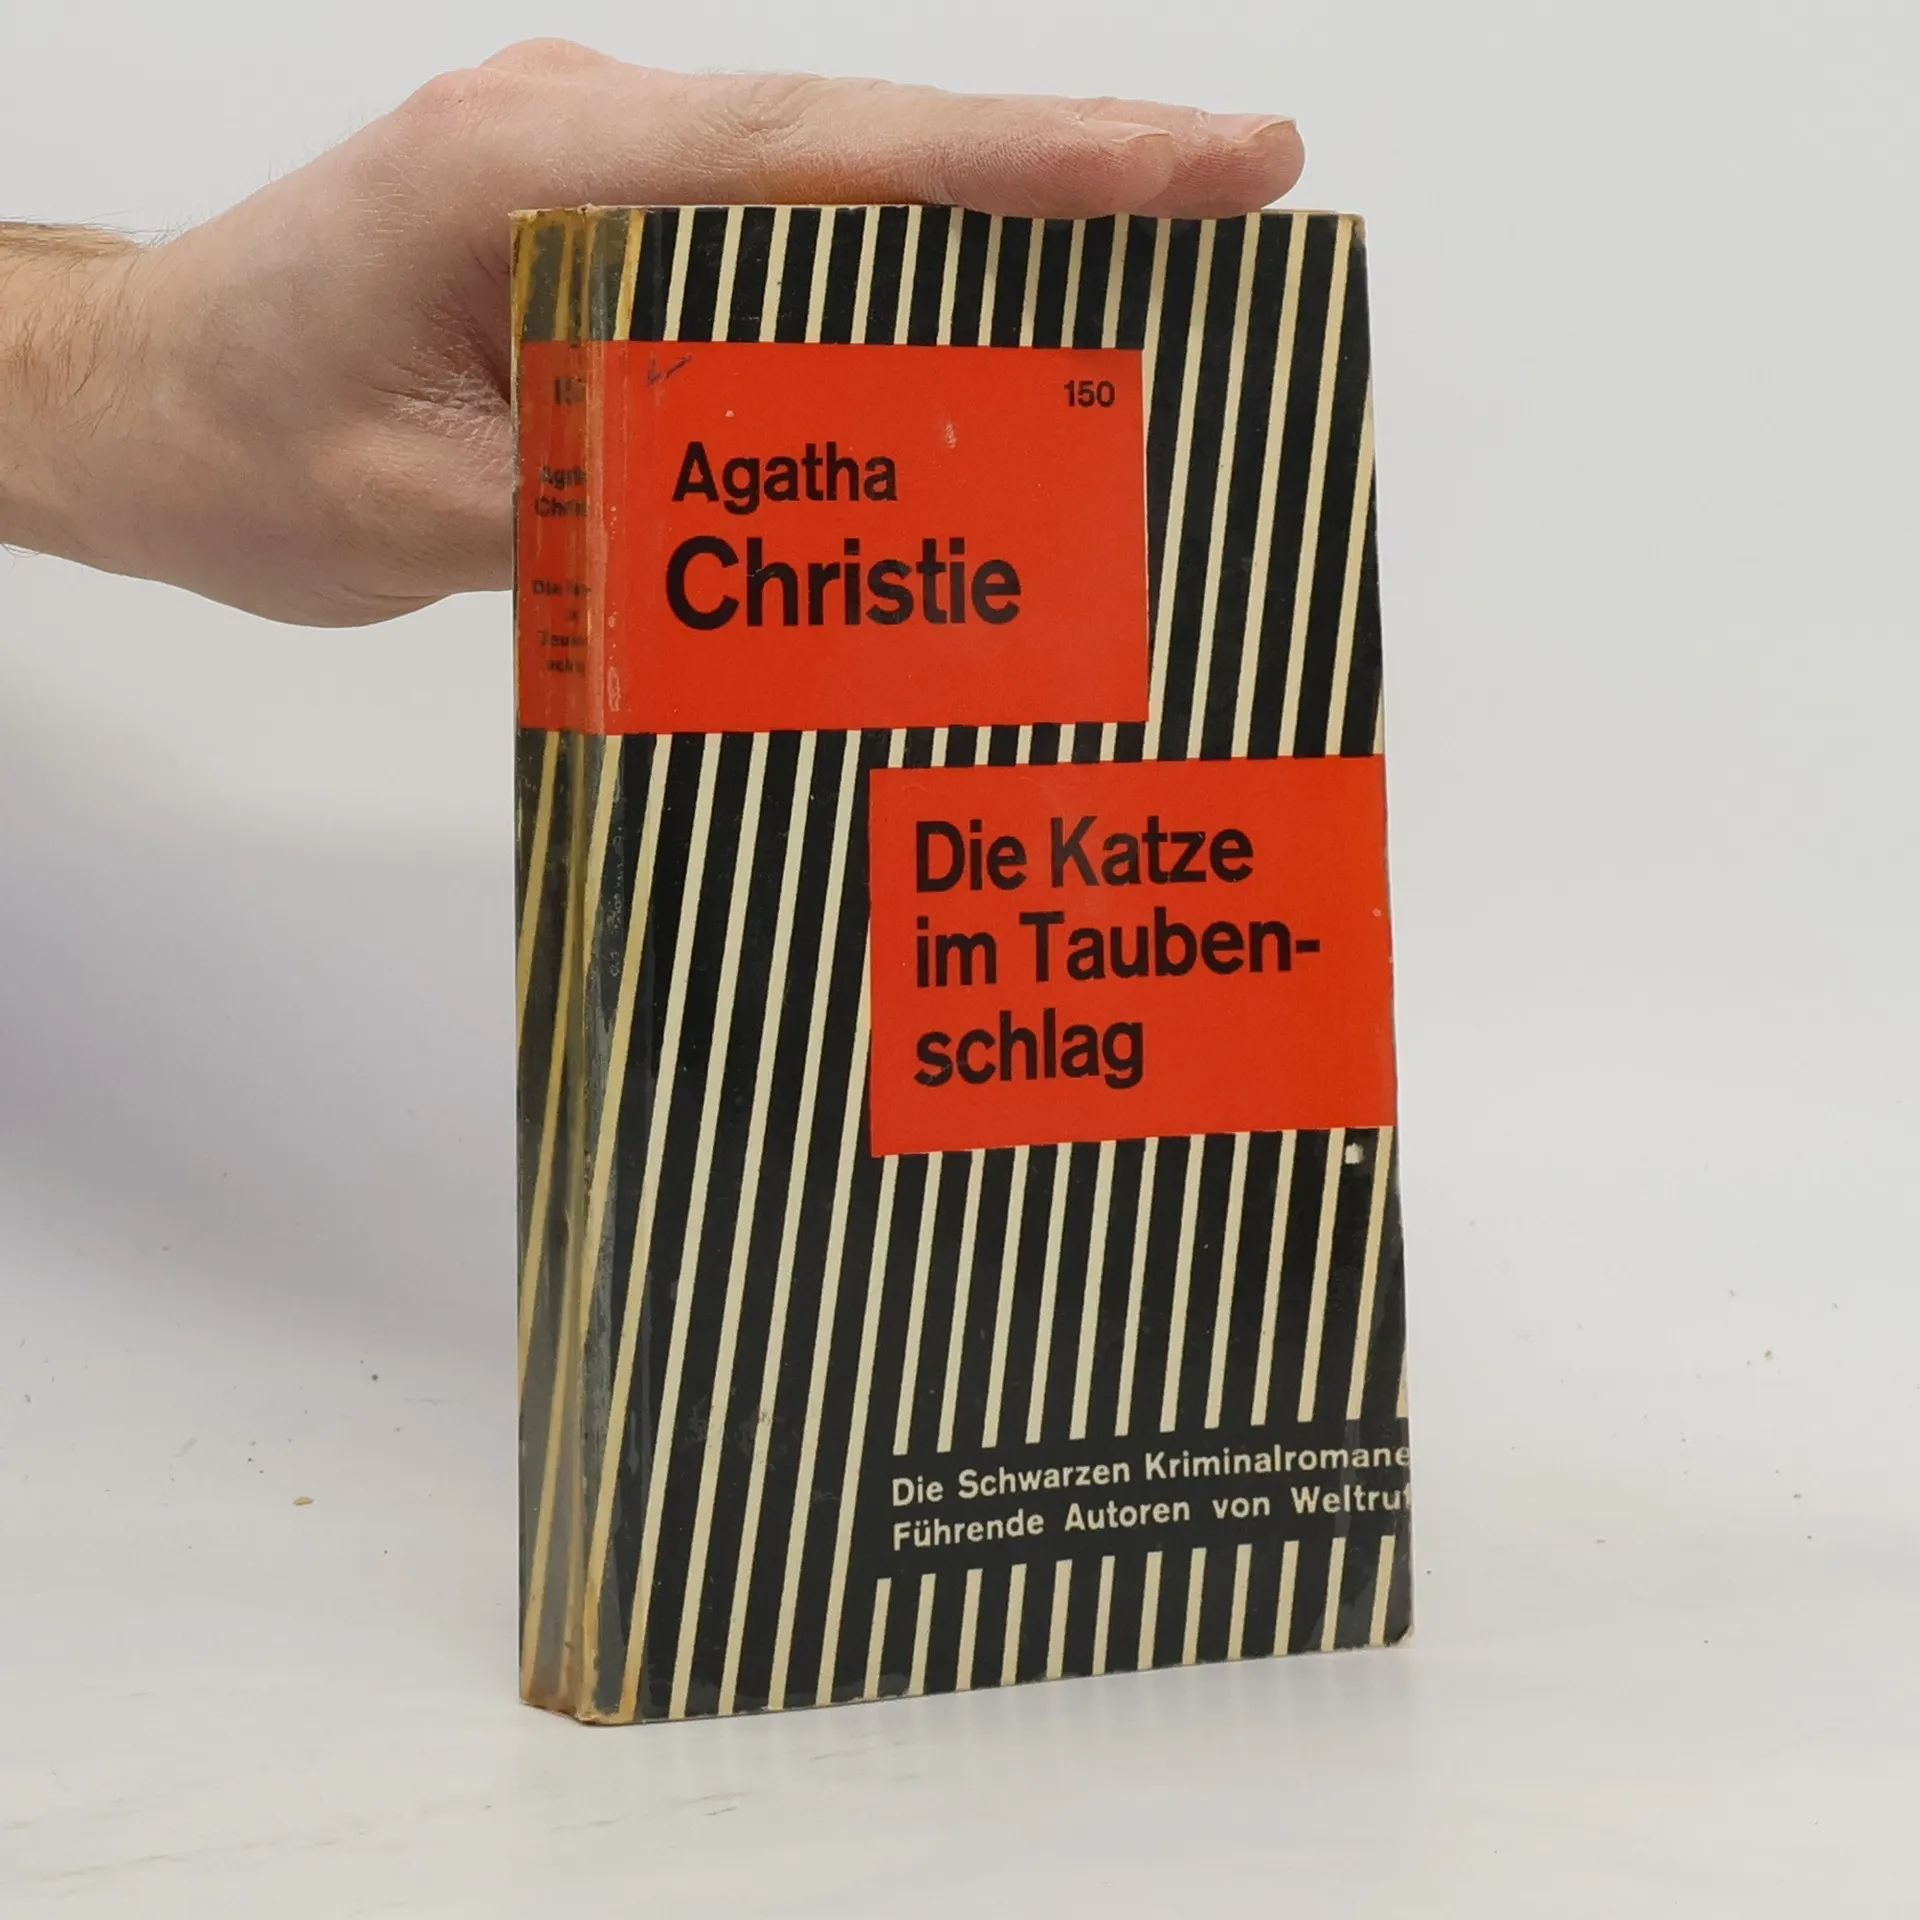 150
Agatha
Christie
Die Katze
im Tauben-
schlag
Die Schwarzen Kriminalromane
Führende Autoren von Weltruf